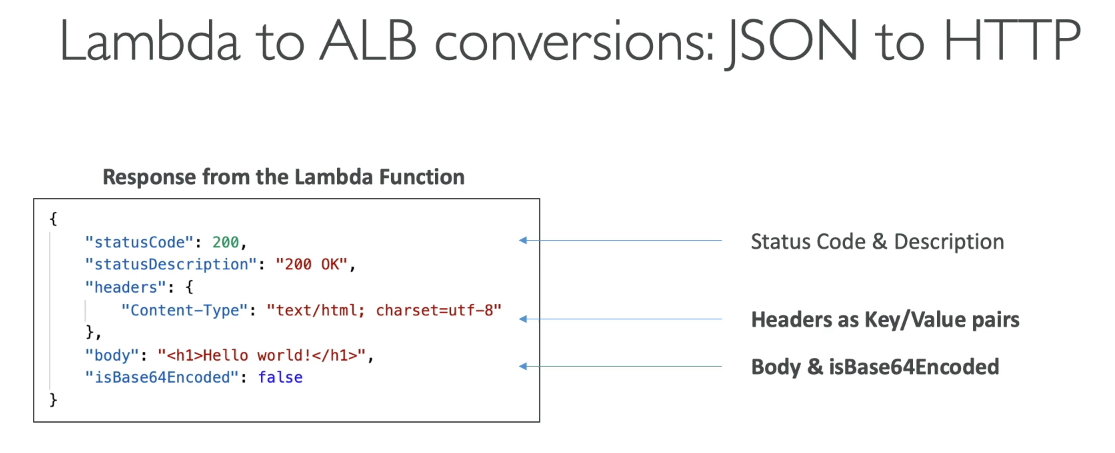 Lambda to ALB conversions: JSON to HTTP
Response from the Lambda Function
{
"statusCode": 200,
"statusDescription": "200 OK",
"headers": {
"Content-Type": "text/html; charset=utf-8"
},
"body": "<h1>Hello world!</h1>",
"isBase64Encoded": false
}
Status Code & Description
Headers as Key/Value pairs
Body & isBase64Encoded